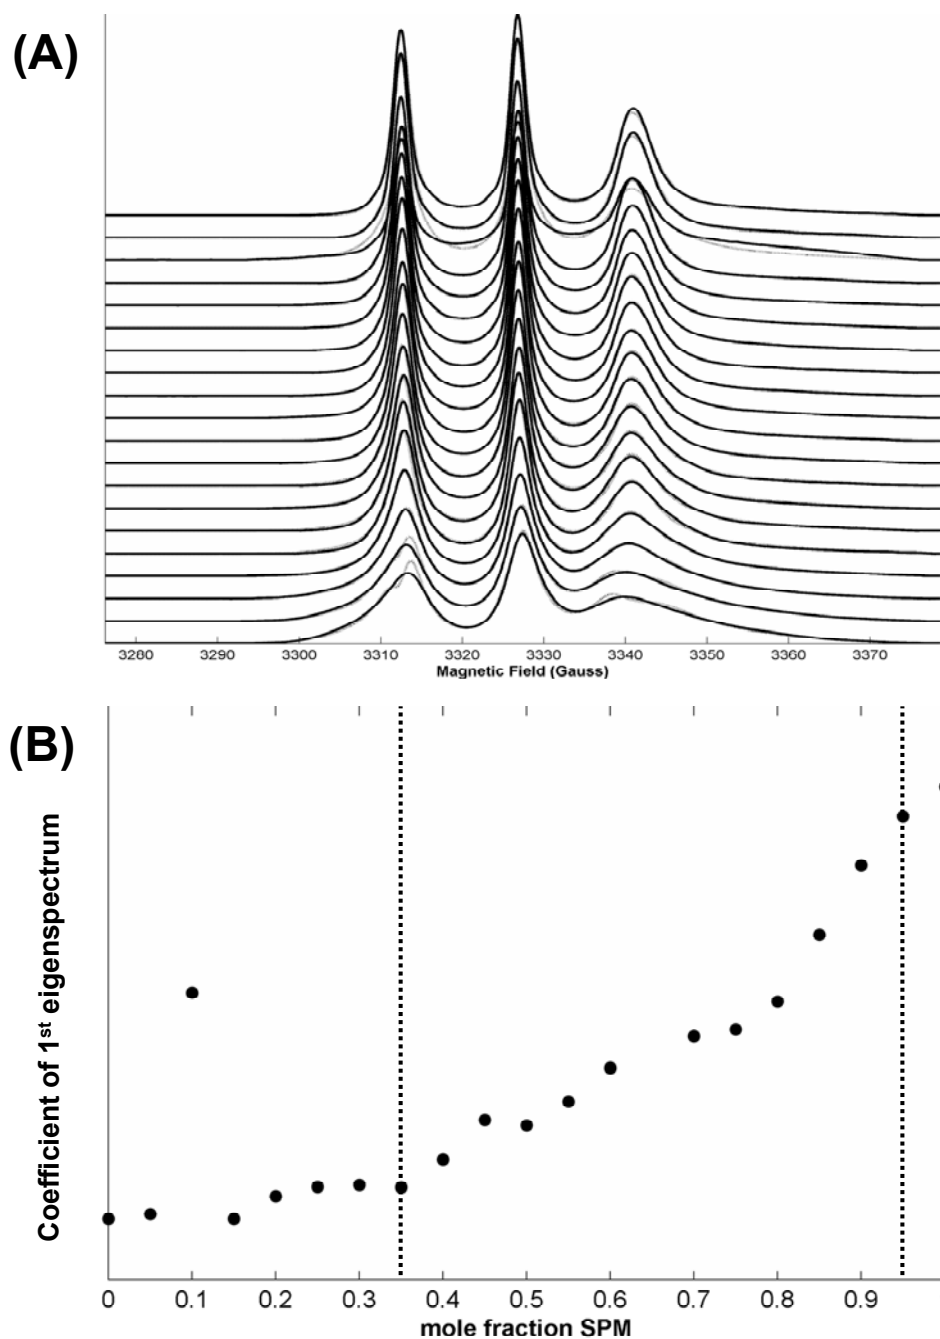 (A)
3280 3290 3300 3310 3320 3330 3340 3350 3360 3370
Magnetic Field (Gauss)
(B)
Coefficient of 1st eigenspectrum
0 0.1 0.2 0.3 0.4 0.5 0.6 0.7 0.8 0.9
mole fraction SPM